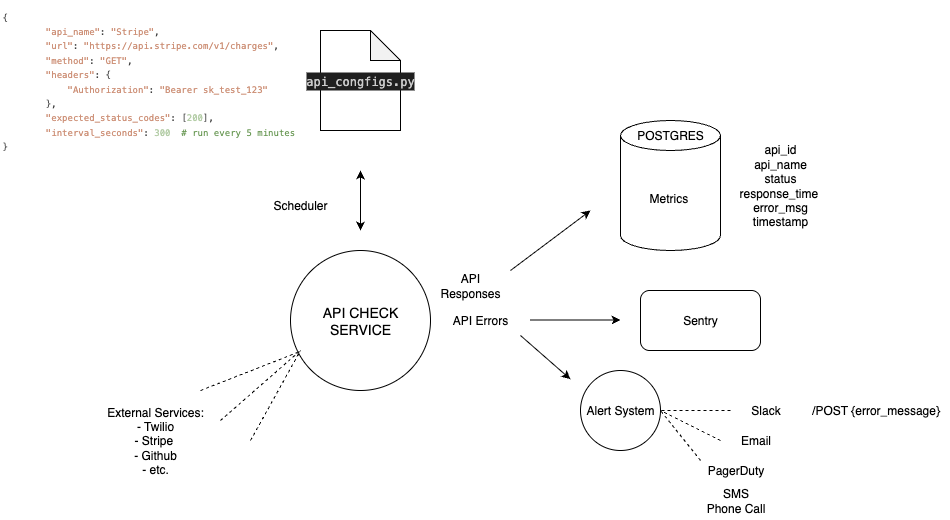 {
"api_name": "Stripe",
"url": "https://api.stripe.com/v1/charges",
"method": "GET",
"headers": {
"Authorization": "Bearer sk_test_123"
},
"expected_status_codes": [200],
"interval_seconds": 300 # run every 5 minutes
}
api_congfigs.py
Scheduler
API CHECK
SERVICE
External Services:
- Twilio
- Stripe
- Github
- etc.
API
Responses
API Errors
POSTGRES
Metrics
api_id
api_name
status
response_time
error_msg
timestamp
Sentry
Alert System
Slack
/POST {error_message}
Email
PagerDuty
SMS
Phone Call